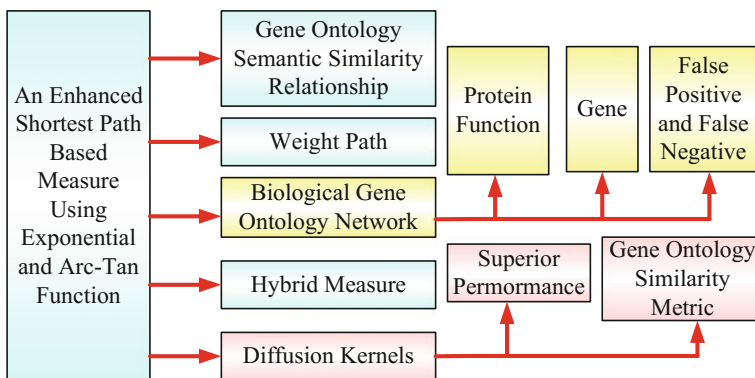 An Enhanced
Shortest Path
Based
Measure
Using
Exponential
and Arc-Tan
Function
Gene Ontology
Semantic Similarity
Relationship
Weight Path
Biological Gene
Ontology Network
Hybrid Measure
Diffusion Kernels
Protein
Function
Gene
False
Positive
and False
Negative
Superior
Permormance
Gene Ontology
Similarity
Metric